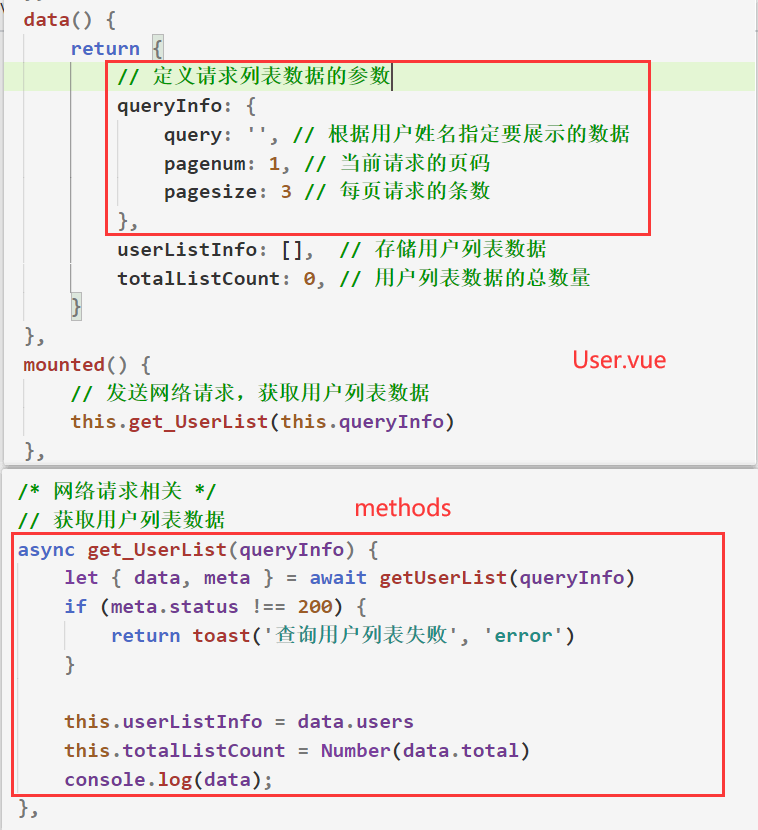 data() {
return {
// 定义请求列表数据的参数
queryInfo: {
query: '', // 根据用户姓名指定要展示的数据
pagenum: 1, // 当前请求的页码
pagesize: 3 // 每页请求的条数
},
userListInfo: [], // 存储用户列表数据
totalListCount: 0, // 用户列表数据的总数量
}
},
mounted() {
User.vue
// 发送网络请求，获取用户列表数据
this.get_UserList(this.queryInfo)
},
/* 网络请求相关 */
methods
// 获取用户列表数据
async get_UserList(queryInfo) {
let { data, meta } = await getUserList(queryInfo)
if (meta.status !== 200) {
return toast('查询用户列表失败', 'error')
}
this.userListInfo = data.users
this.totalListCount = Number(data.total)
console.log(data);
},